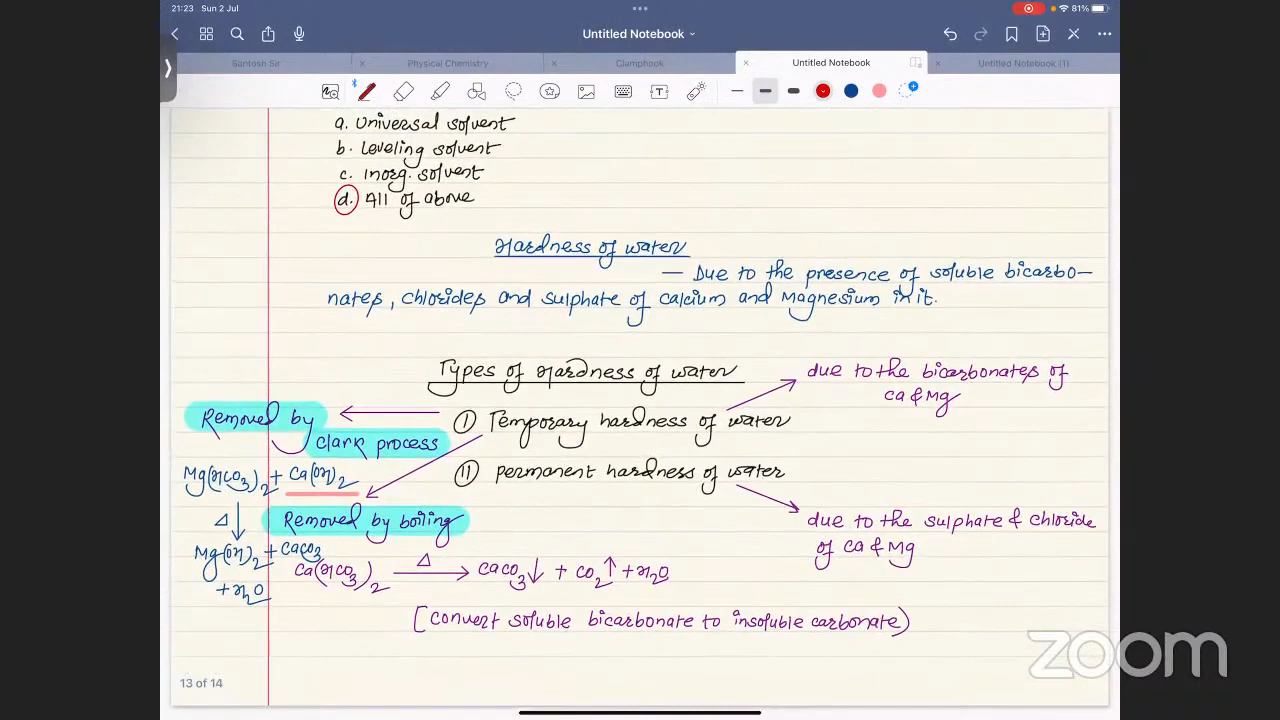 21:23 Sun 2 Jul
81%
Untitled Notebook
Santosh Sir
Physical Chemistry
Clamphook
Untitled Notebook
Untitled Notebook (1)
a. Universal solvent
b. Leveling solvent
c. Inorg. solvent
d. All of above
Hardness of water
— Due to the presence of soluble bicarbo-
nates, chlorides and sulphate of calcium and Magnesium in it.
Types of Hardness of water
due to the bicarbonates of
Ca & Mg
Removed by
Clark process
① Temporary hardness of water
Mg(HCO₃)₂ + Ca(OH)₂
⑪ permanent hardness of water
Δ
Removed by boiling
due to the sulphate & chloride
of Ca & Mg
Mg(OH)₂ + CaCO₃
+ H₂O
Ca(HCO₃)₂ Δ→ CaCO₃↓ + CO₂↑ + H₂O
[convert soluble bicarbonate to insoluble carbonate)
zoom
13 of 14